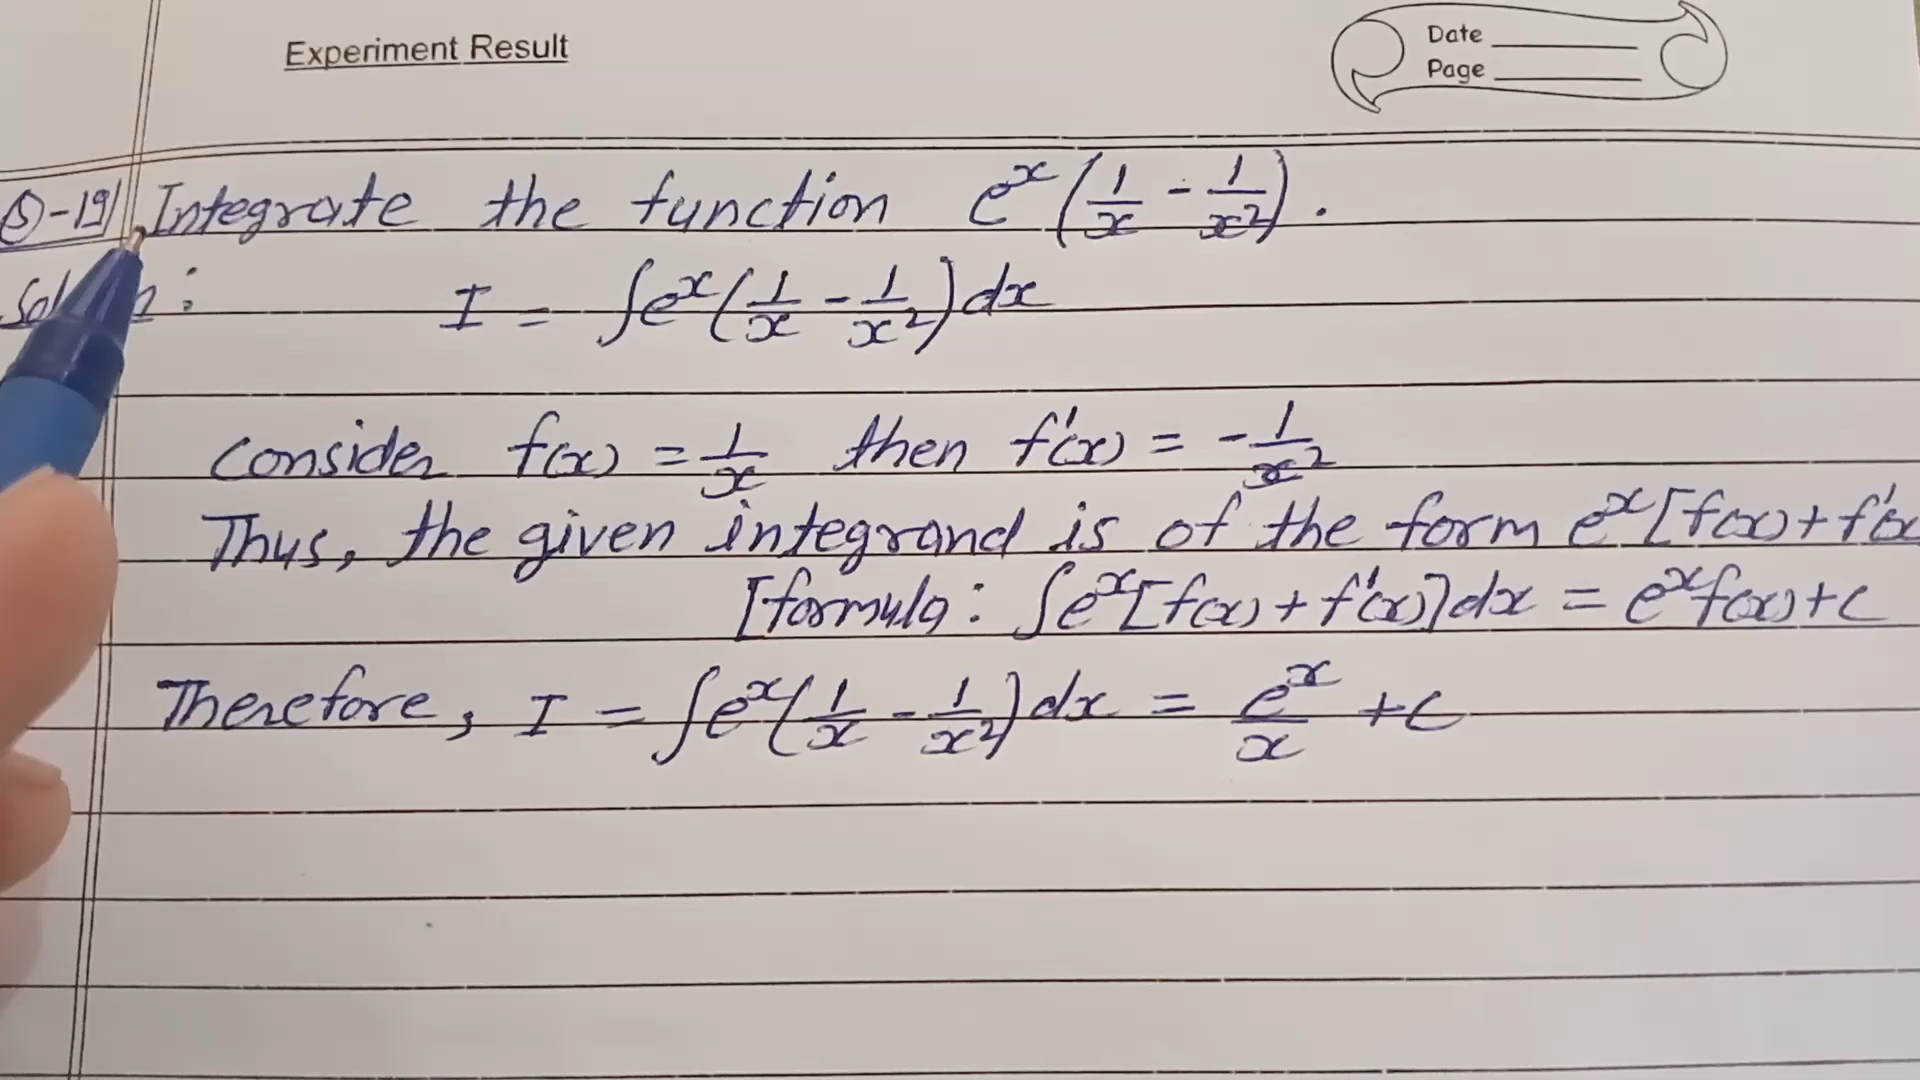 Experiment Result
Date
Page
Q-19 Integrate the function e^x(1/x - 1/x²).
I = ∫e^x(1/x - 1/x²)dx
Consider f(x) = 1/x then f'(x) = -1/x²
Thus, the given integrand is of the form e^x[f(x)+f'(x
[formula: ∫e^x[f(x)+f'(x)]dx = e^x f(x)+C
Therefore, I = ∫e^x(1/x - 1/x²)dx = e^x/x + C